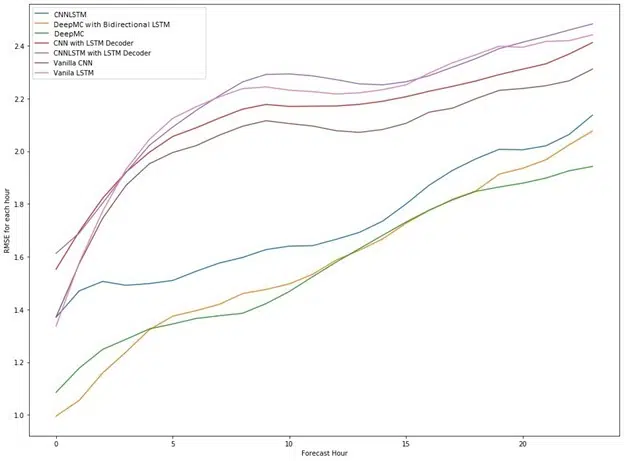 CNNLSTM
DeepMC with Bidirectional LSTM
DeepMC
CNN with LSTM Decoder
CNNLSTM with LSTM Decoder
Vanilla CNN
Vanila LSTM
2.4
2.2
2.0
1.8
1.6
1.4
1.2
1.0
RMSE for each hour
0 5 10 15 20
Forecast Hour